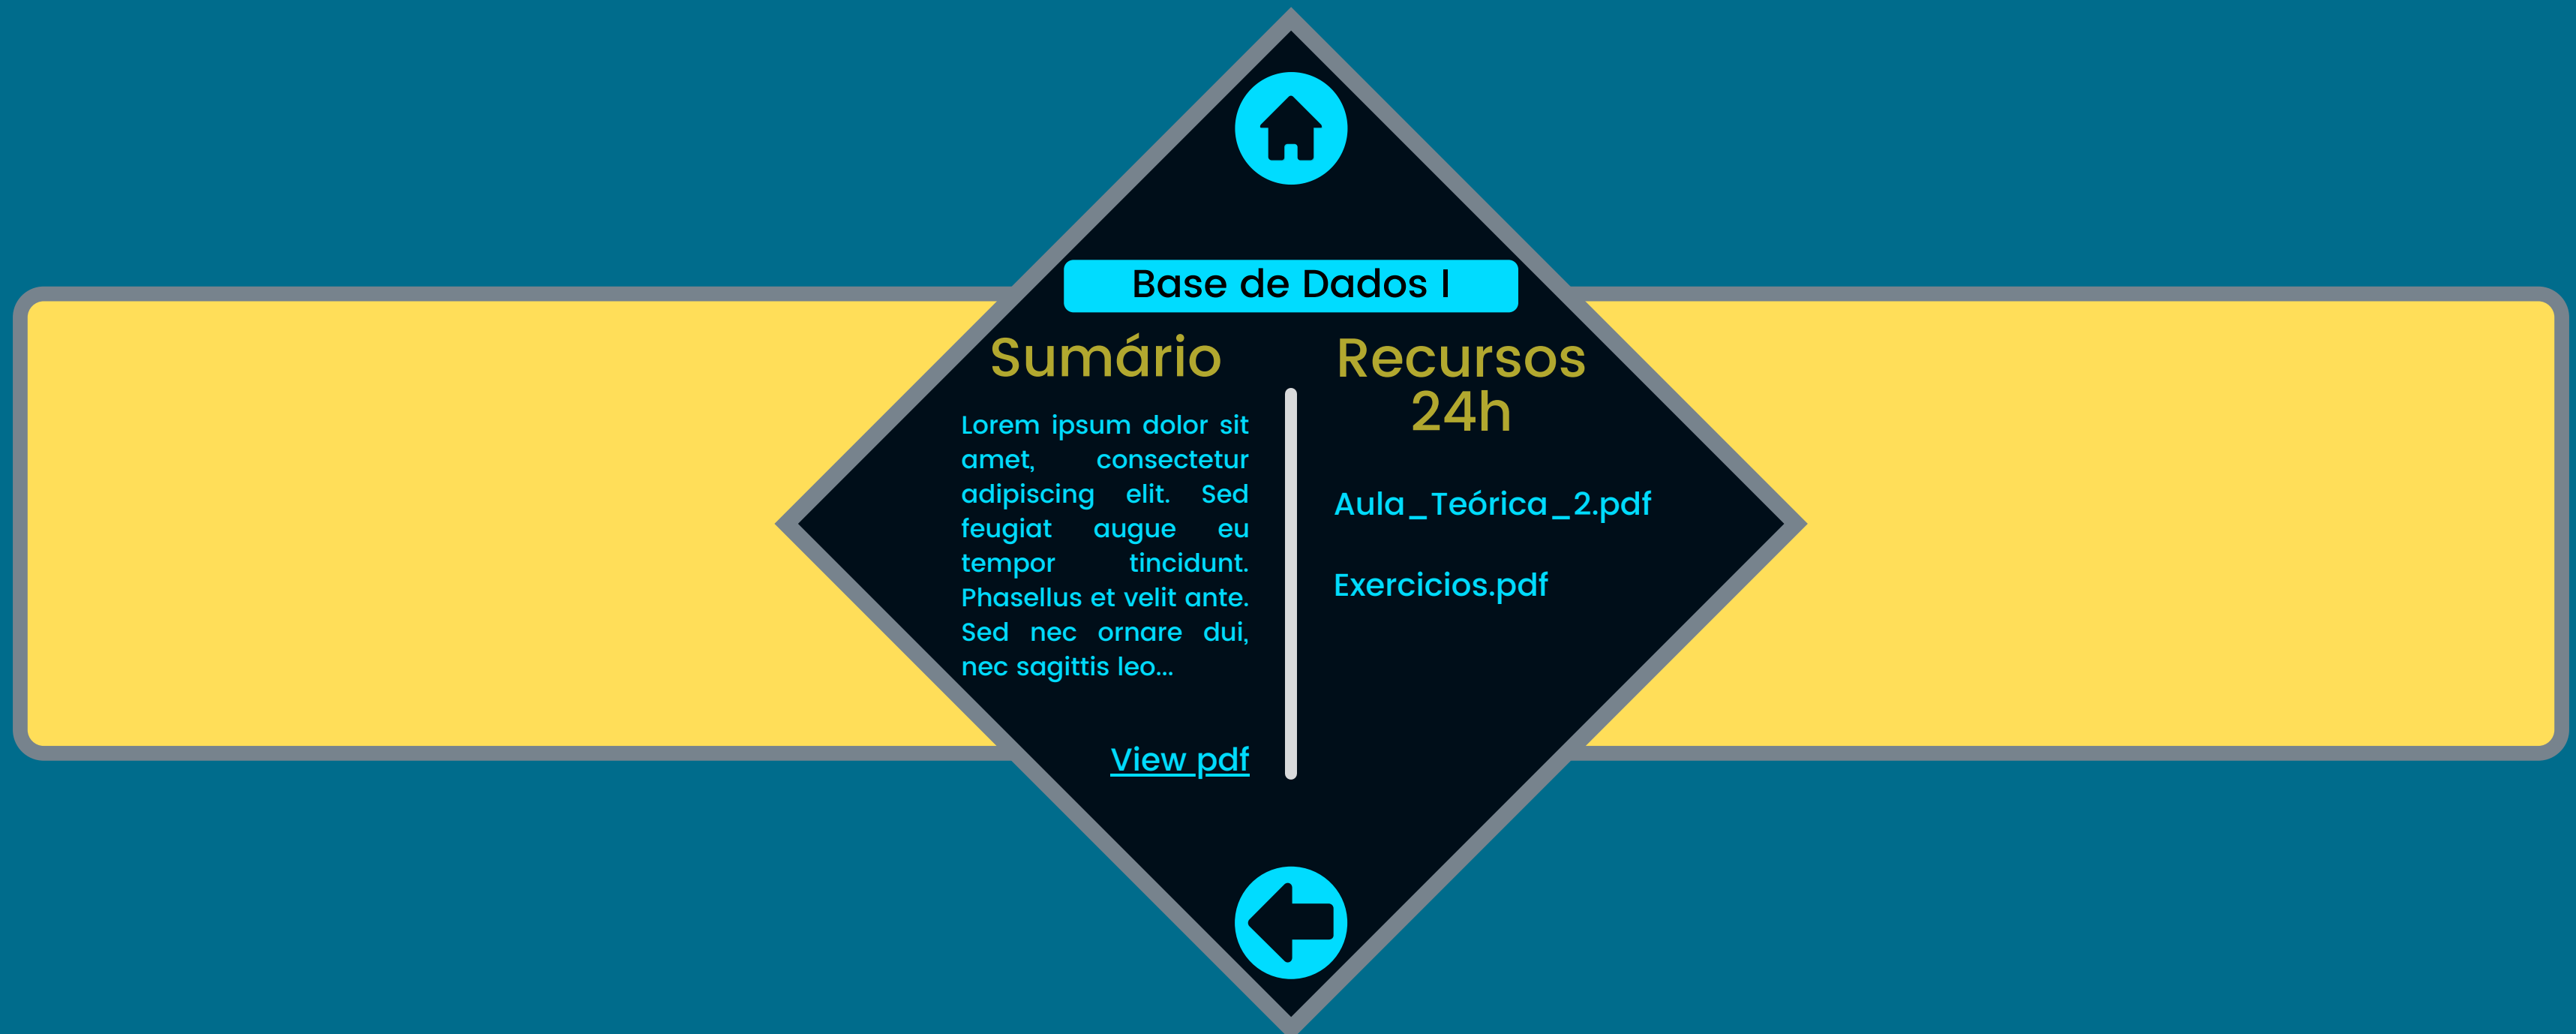 Base de Dados I
Sumário
Lorem ipsum dolor sit
amet, consectetur
adipiscing elit. Sed
feugiat augue eu
tempor tincidunt.
Phasellus et velit ante.
Sed nec ornare dui,
nec sagittis leo...
View pdf
Recursos
24h
Aula_Teórica_2.pdf
Exercicios.pdf